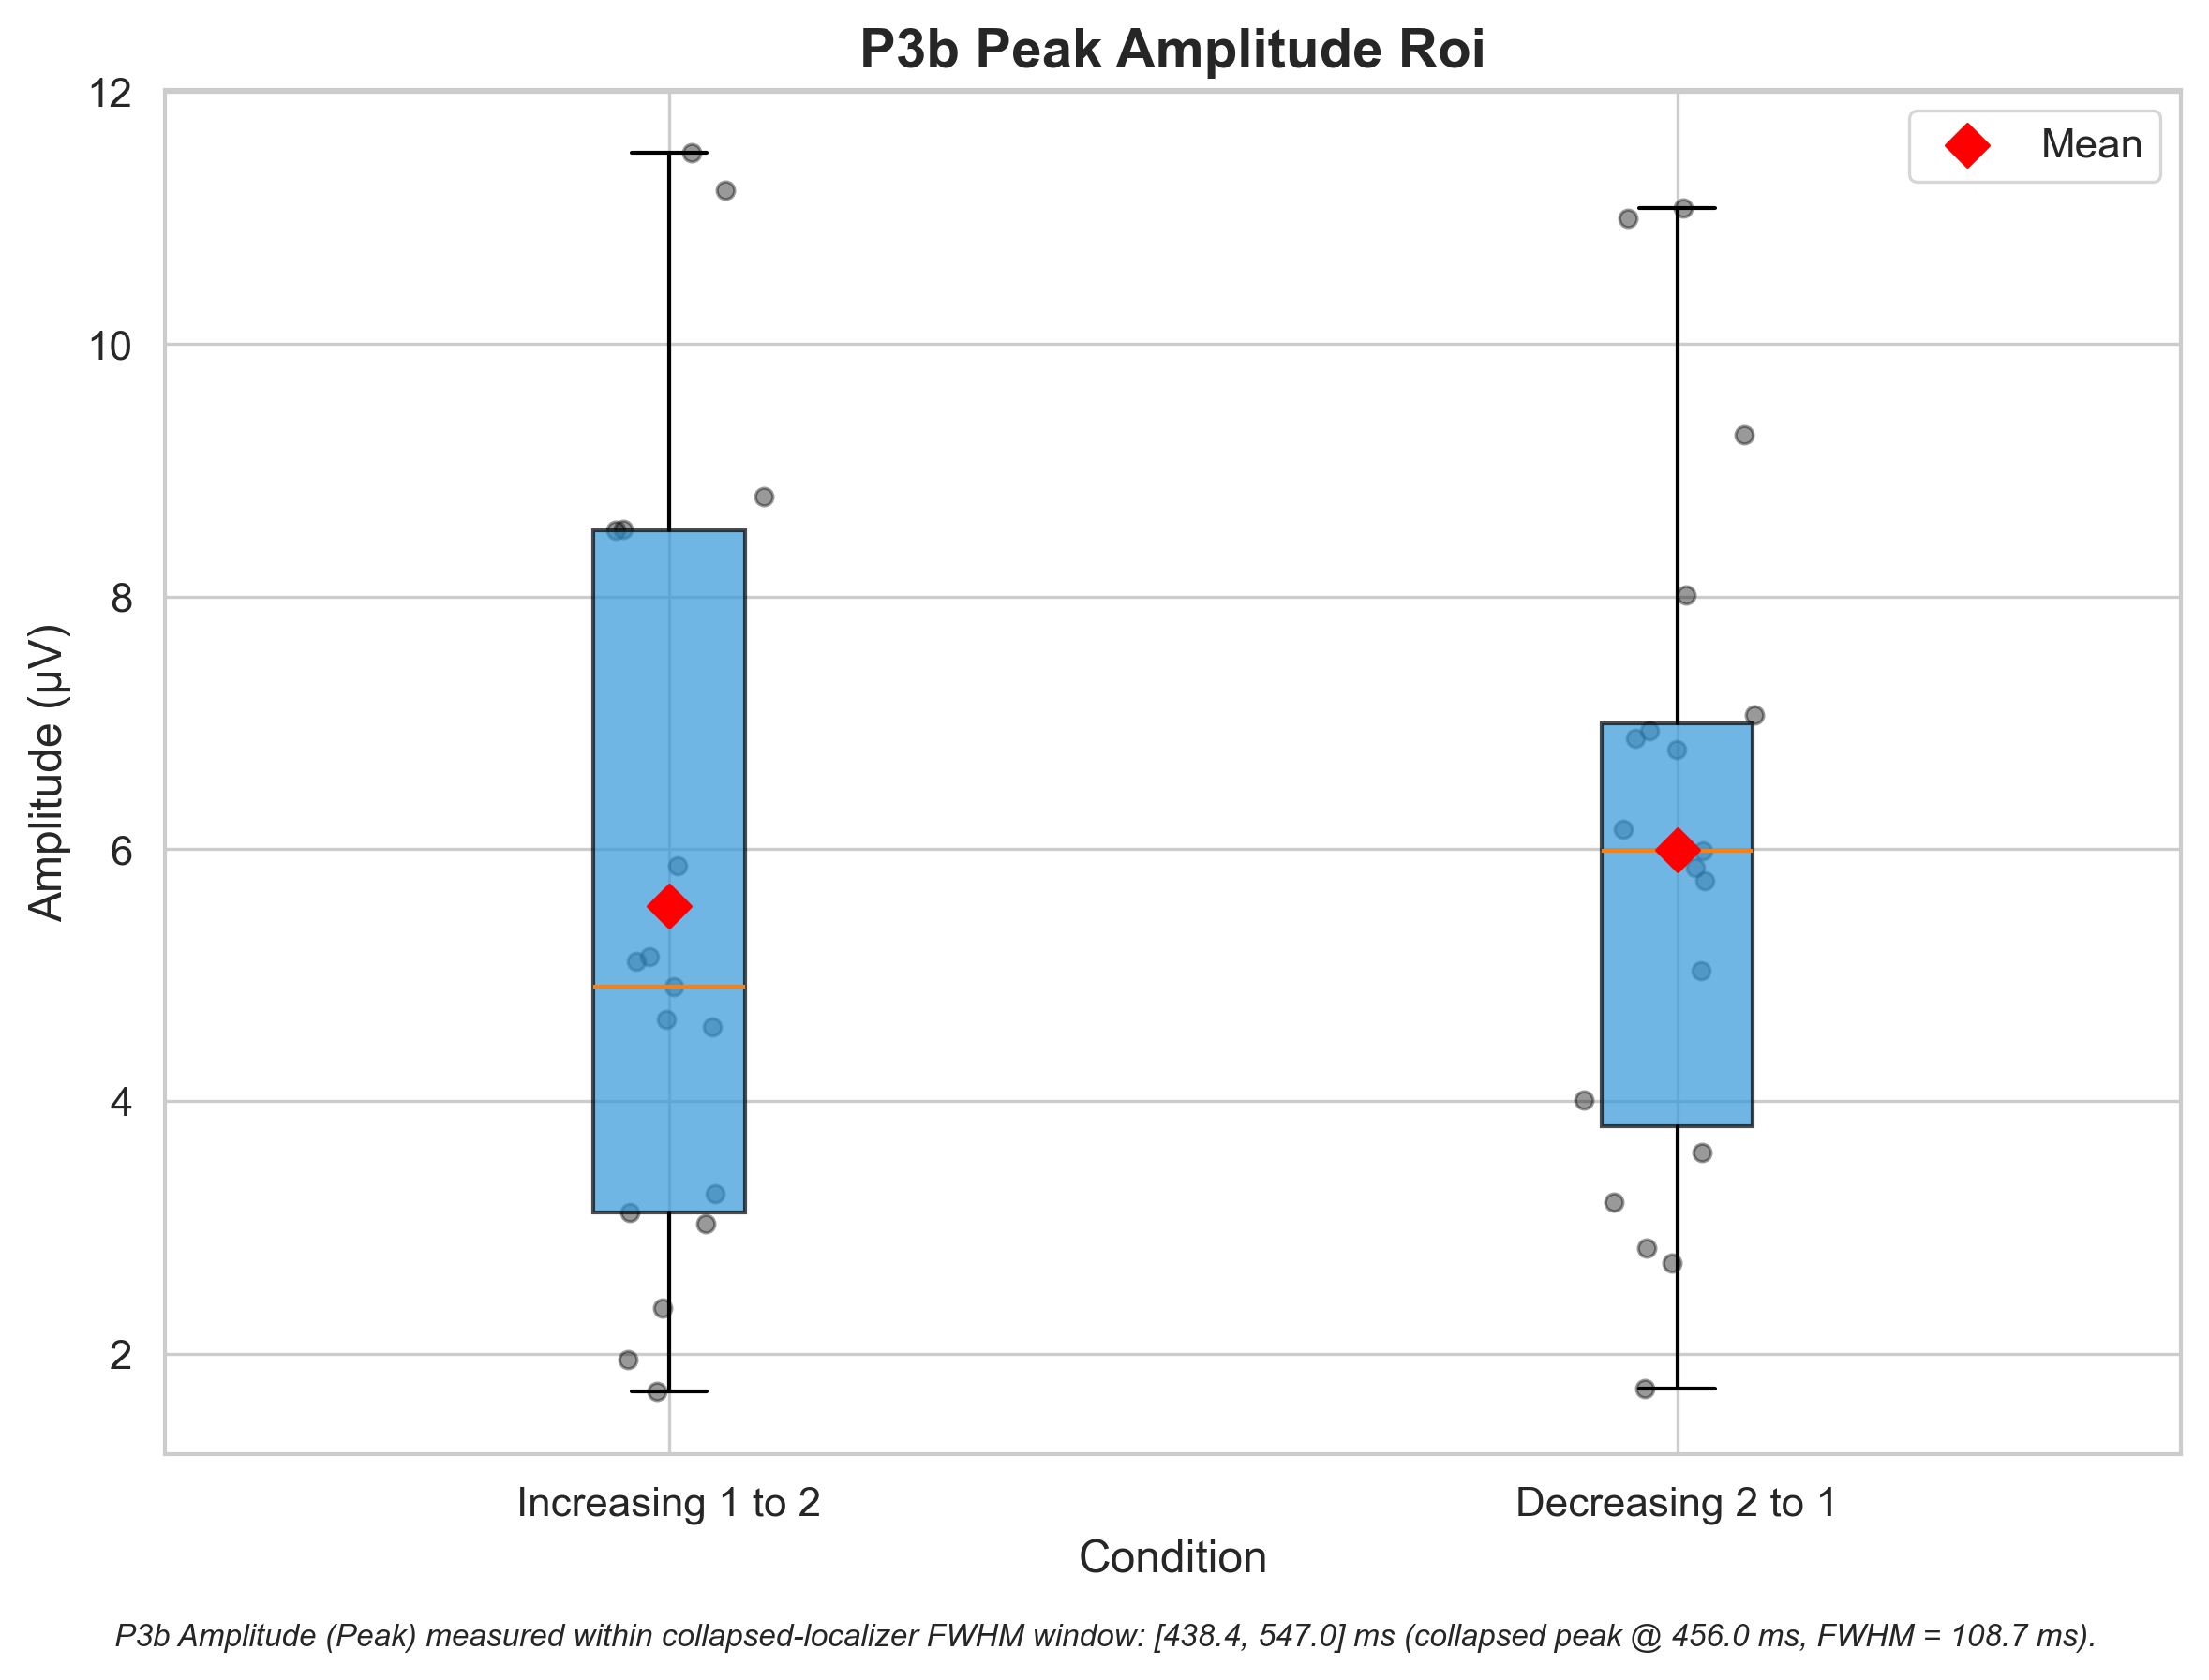 P3b Peak Amplitude Roi
12
10
8
6
4
2
Amplitude (µV)
Mean
Increasing 1 to 2
Decreasing 2 to 1
Condition
P3b Amplitude (Peak) measured within collapsed-localizer FWHM window: [438.4, 547.0] ms (collapsed peak @ 456.0 ms, FWHM = 108.7 ms).